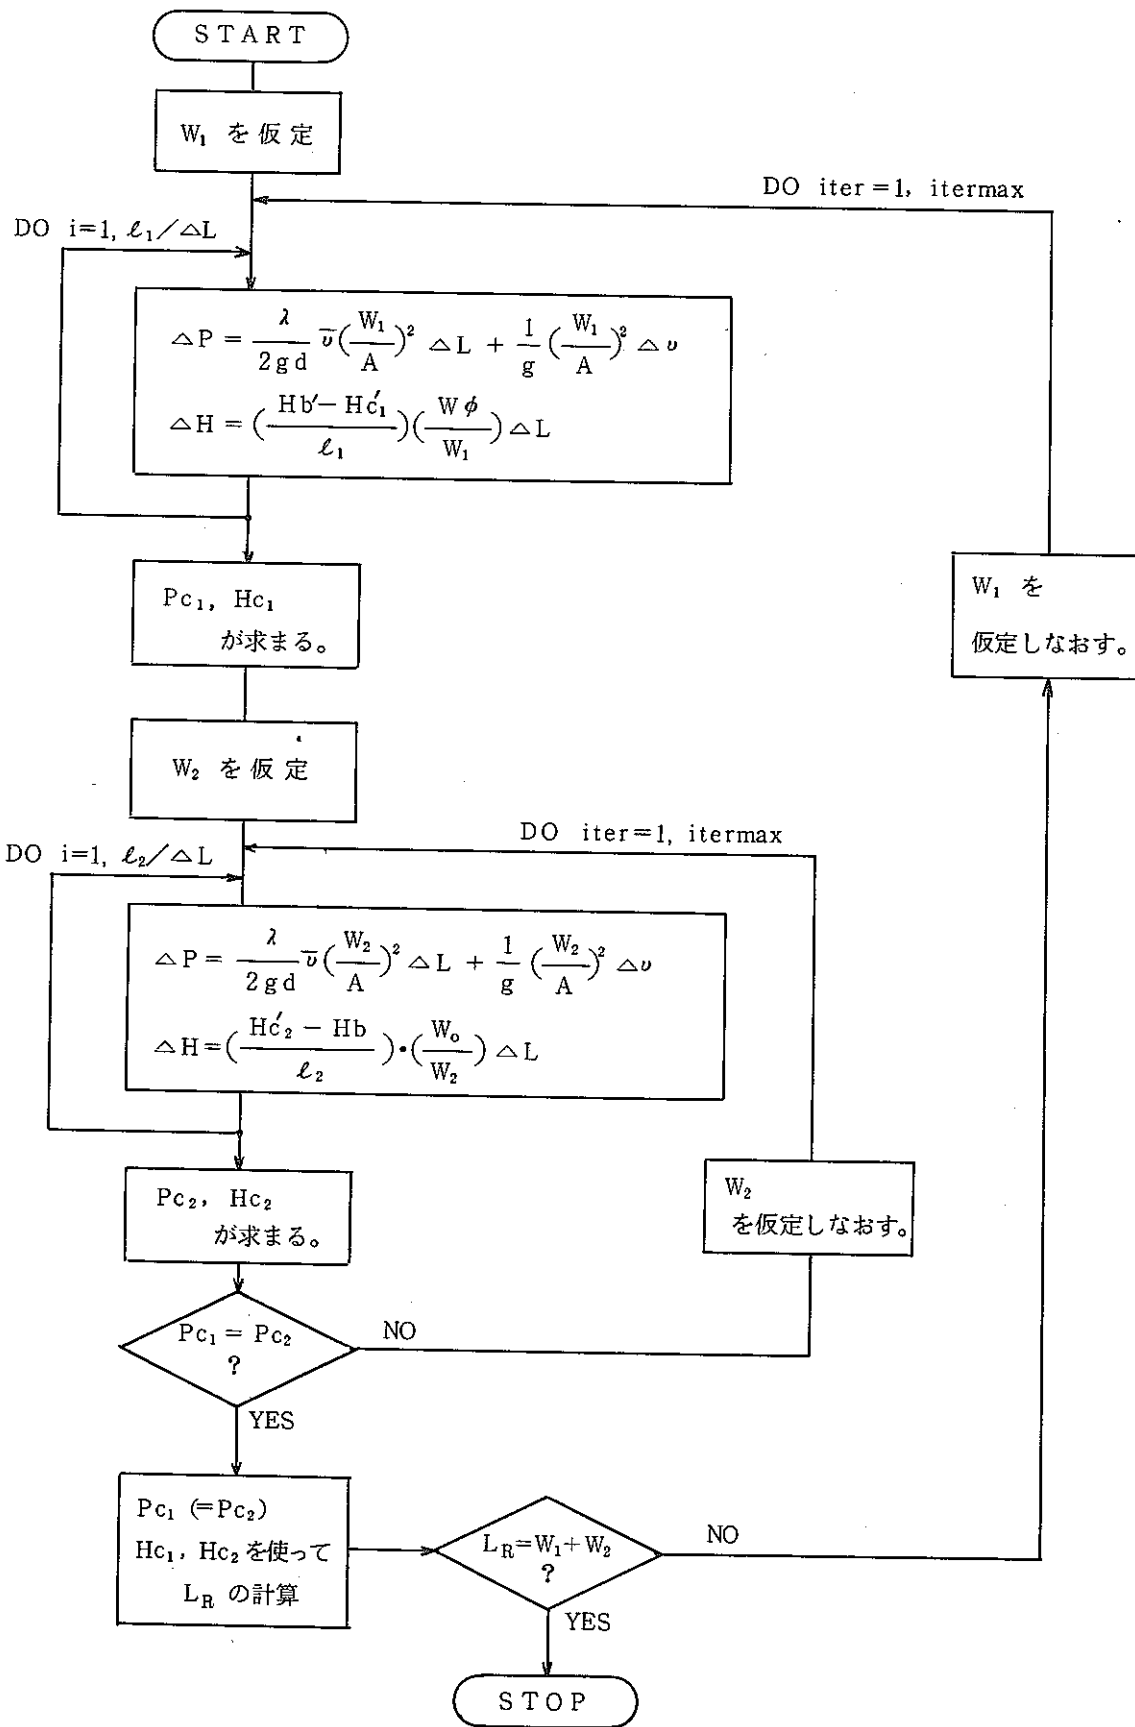 START
W₁ を仮定
DO iter=1, itermax
DO i=1, ℓ₁/△L
△P = λ/2gd ῡ(W₁/A)² △L + 1/g (W₁/A)² △υ
△H = (Hb′−Hc′₁/ℓ₁)(Wφ/W₁)△L
Pc₁, Hc₁
が求まる。
W₁ を
仮定しなおす。
W₂ を仮定
DO iter=1, itermax
DO i=1, ℓ₂/△L
△P = λ/2gd ῡ(W₂/A)² △L + 1/g (W₂/A)² △υ
△H=(Hc′₂ − Hb/ℓ₂)·(W₀/W₂) △L
Pc₂, Hc₂
が求まる。
W₂
を仮定しなおす。
Pc₁ = Pc₂
?
NO
YES
Pc₁ (=Pc₂)
Hc₁, Hc₂を使って
L_R の計算
L_R=W₁+W₂
?
NO
YES
STOP